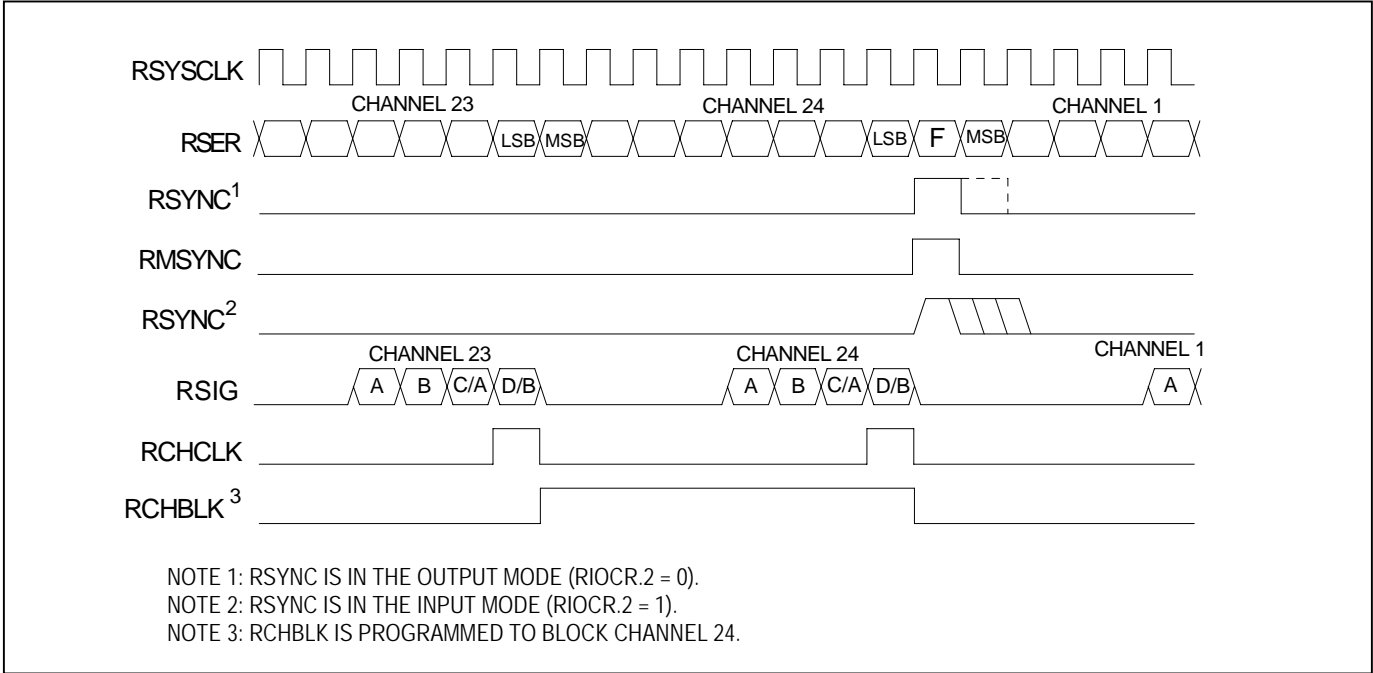 RSYSCLK
CHANNEL 23 CHANNEL 24 CHANNEL 1
RSER LSB MSB LSB F MSB
RSYNC1
RMSYNC
RSYNC2
CHANNEL 23 CHANNEL 24 CHANNEL 1
RSIG A B C/A D/B A B C/A D/B A
RCHCLK
RCHBLK 3
NOTE 1: RSYNC IS IN THE OUTPUT MODE (RIOCR.2 = 0).
NOTE 2: RSYNC IS IN THE INPUT MODE (RIOCR.2 = 1).
NOTE 3: RCHBLK IS PROGRAMMED TO BLOCK CHANNEL 24.